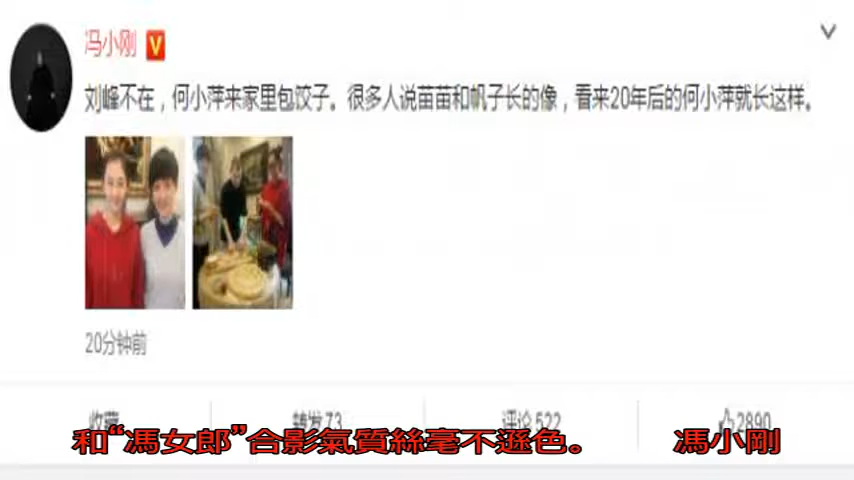 冯小刚 V
刘峰不在，何小萍来家里包饺子。很多人说苗苗和帆子长的像，看来20年后的何小萍就长这样。
20分钟前
收藏 转发 73 评论 522 2890
和“馮女郎”合影氣質絲毫不遜色。 馮小剛